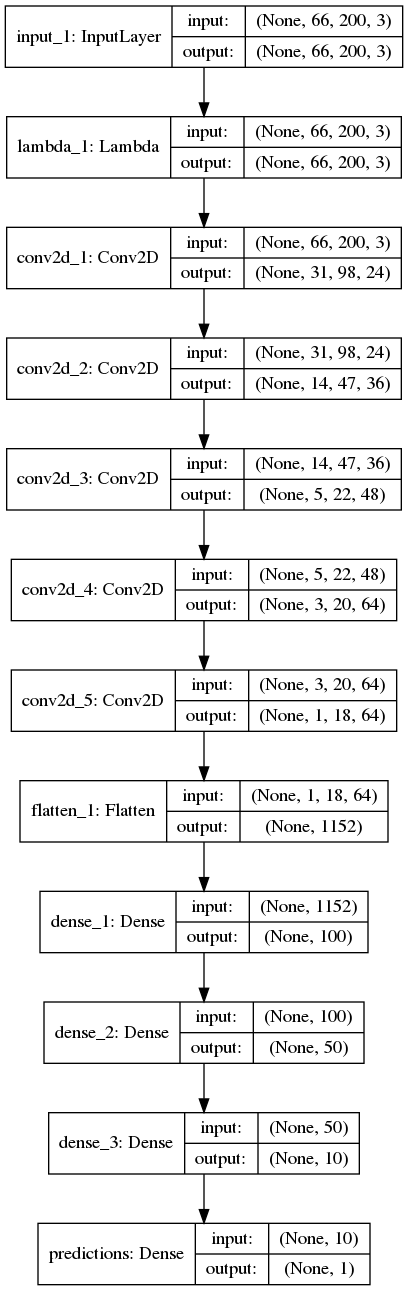 input_1: InputLayer
input: (None, 66, 200, 3)
output: (None, 66, 200, 3)
lambda_1: Lambda
input: (None, 66, 200, 3)
output: (None, 66, 200, 3)
conv2d_1: Conv2D
input: (None, 66, 200, 3)
output: (None, 31, 98, 24)
conv2d_2: Conv2D
input: (None, 31, 98, 24)
output: (None, 14, 47, 36)
conv2d_3: Conv2D
input: (None, 14, 47, 36)
output: (None, 5, 22, 48)
conv2d_4: Conv2D
input: (None, 5, 22, 48)
output: (None, 3, 20, 64)
conv2d_5: Conv2D
input: (None, 3, 20, 64)
output: (None, 1, 18, 64)
flatten_1: Flatten
input: (None, 1, 18, 64)
output: (None, 1152)
dense_1: Dense
input: (None, 1152)
output: (None, 100)
dense_2: Dense
input: (None, 100)
output: (None, 50)
dense_3: Dense
input: (None, 50)
output: (None, 10)
predictions: Dense
input: (None, 10)
output: (None, 1)